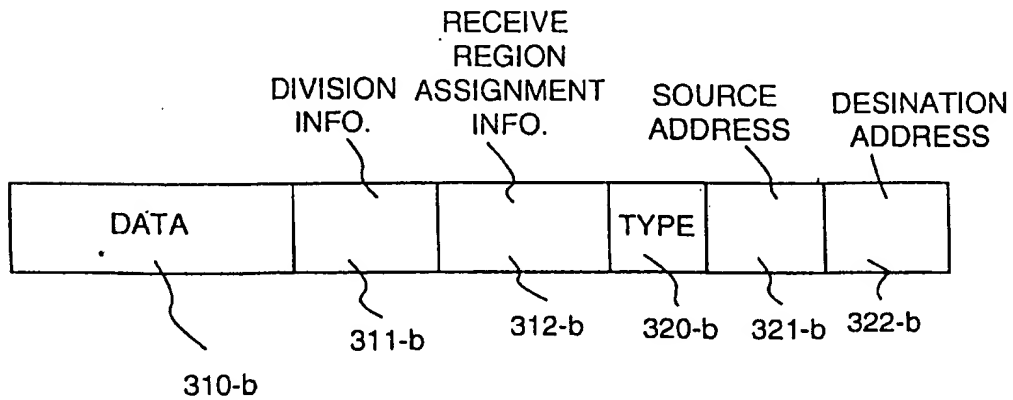 RECEIVE
REGION
DIVISION ASSIGNMENT SOURCE DESINATION
INFO. INFO. ADDRESS ADDRESS
DATA TYPE
310-b 311-b 312-b 320-b 321-b 322-b